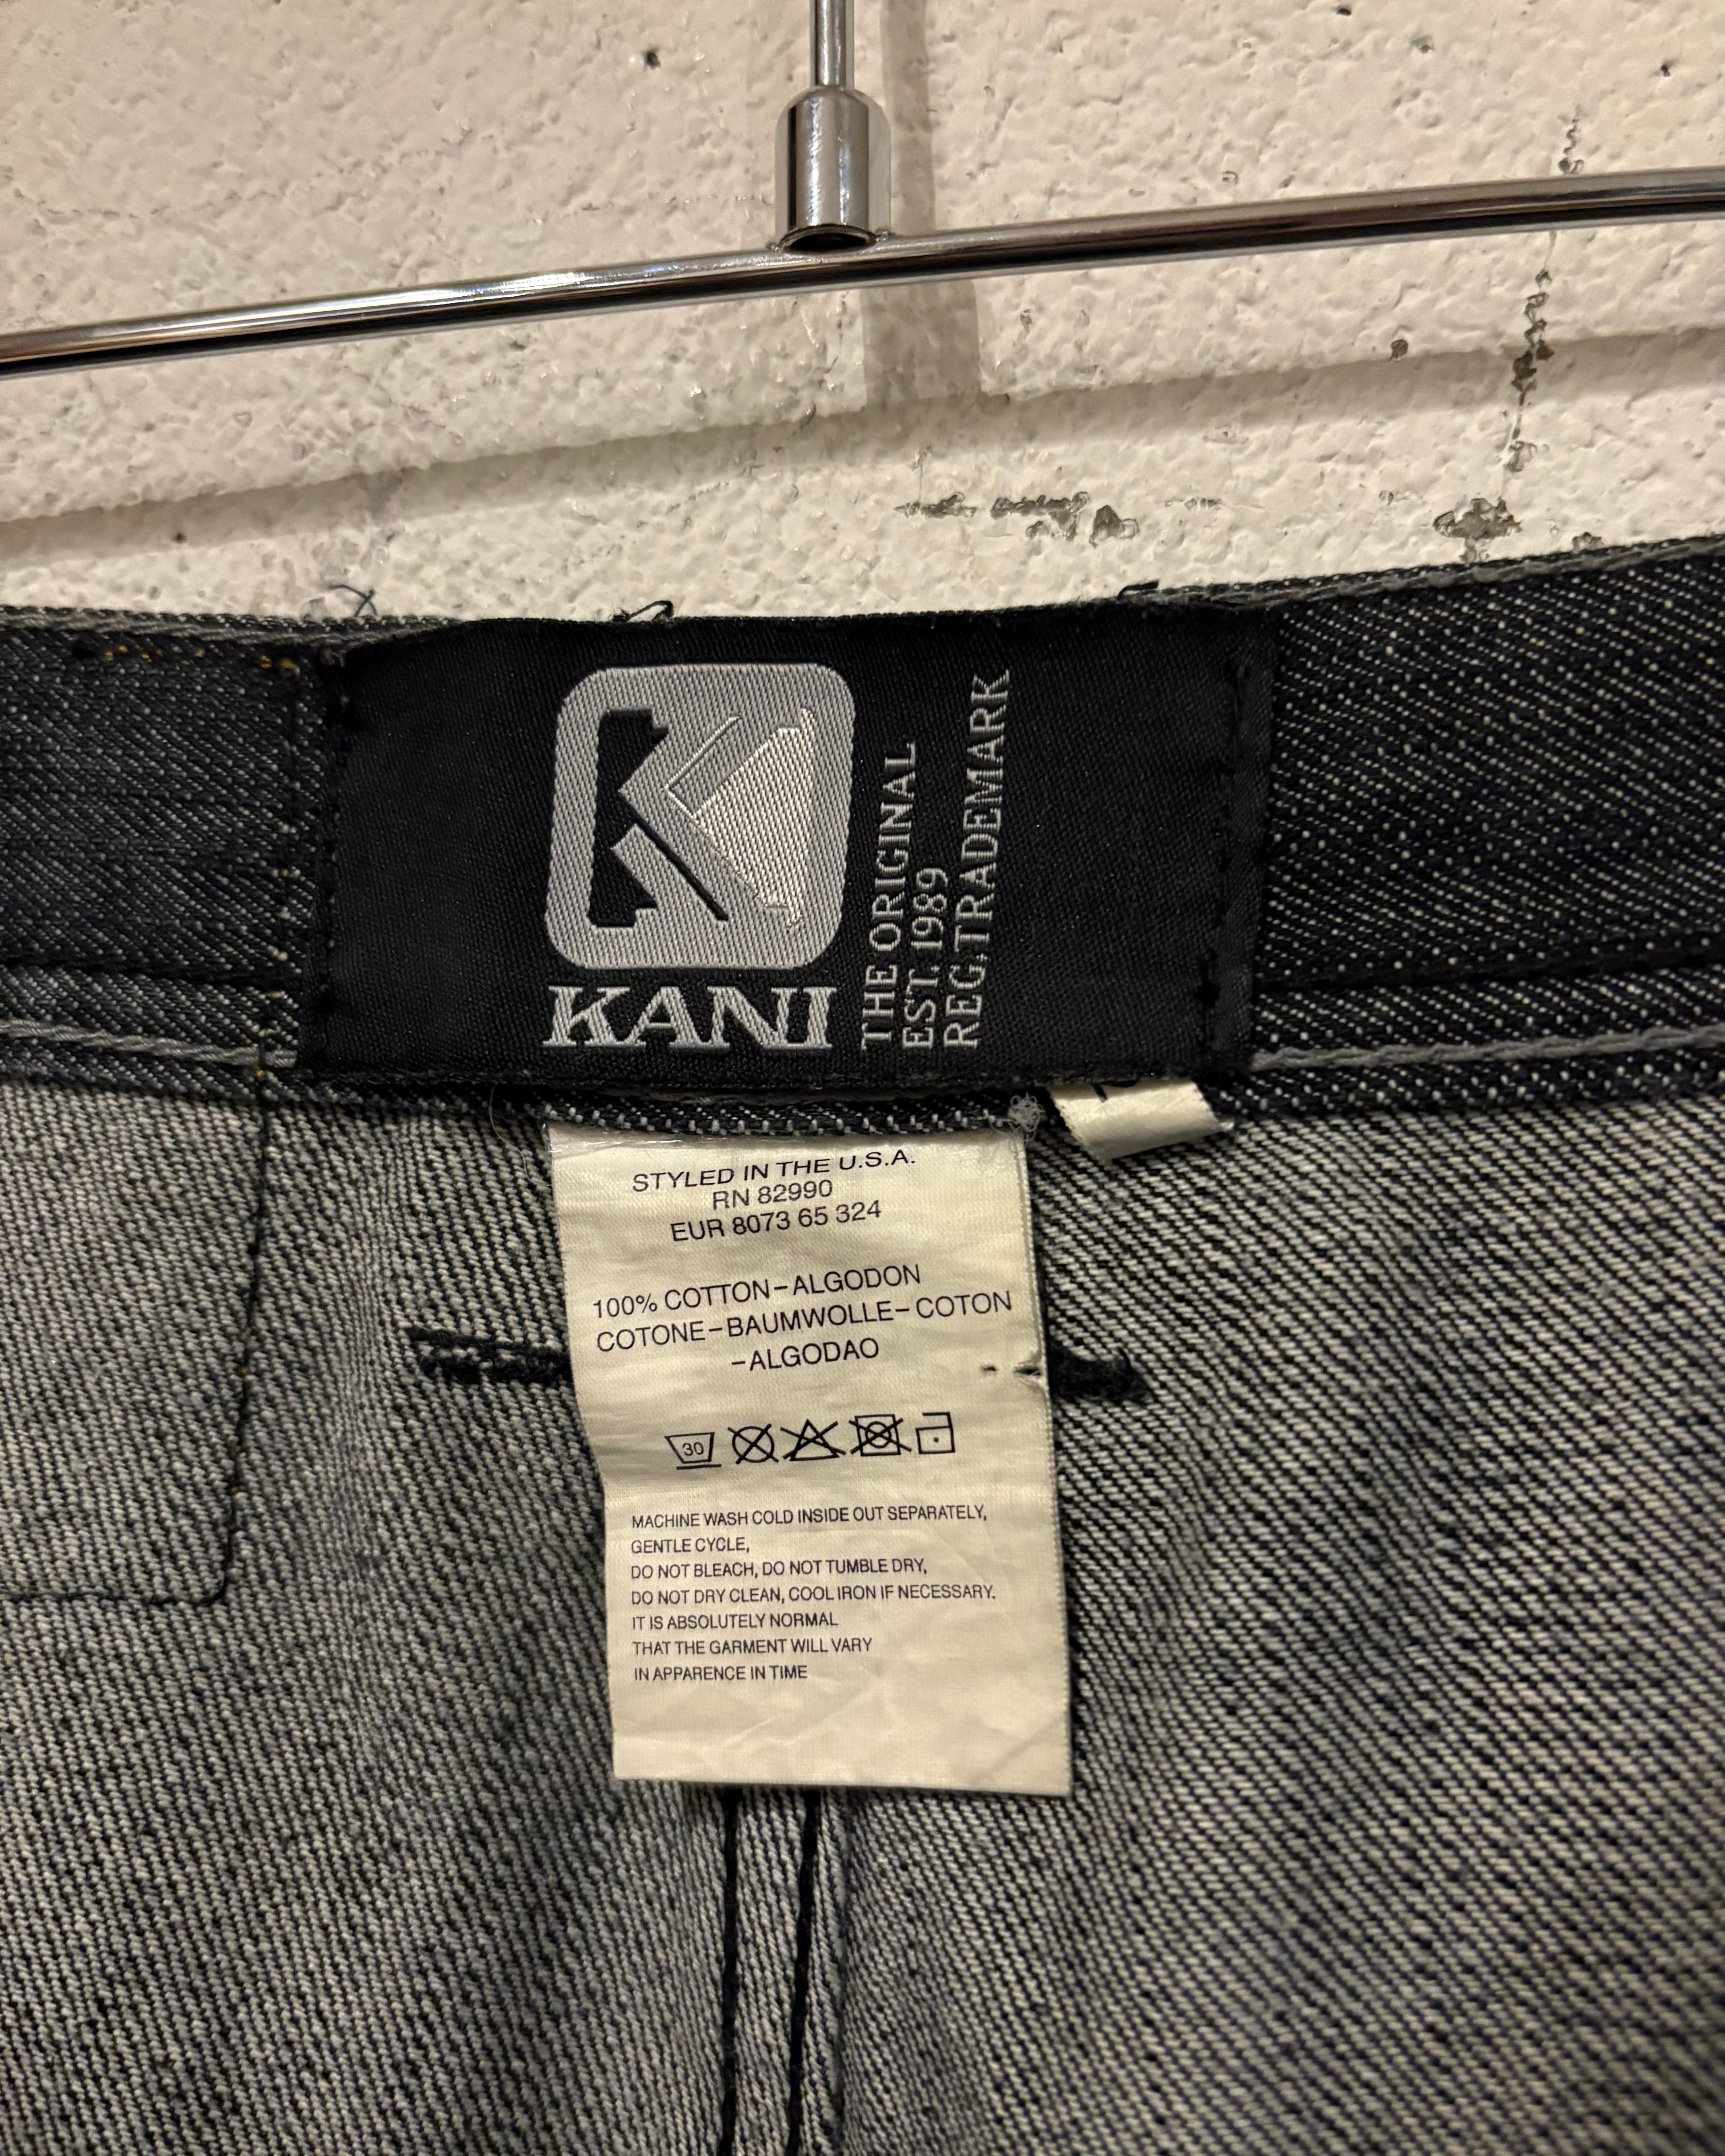 KANI
THE ORIGINAL
EST. 1989
REG. TRADEMARK
STYLED IN THE U.S.A.
RN 82990
EUR 8073 65 324
100% COTTON-ALGODON
COTONE-BAUMWOLLE-COTON
-ALGODAO
30
MACHINE WASH COLD INSIDE OUT SEPARATELY,
GENTLE CYCLE,
DO NOT BLEACH, DO NOT TUMBLE DRY,
DO NOT DRY CLEAN, COOL IRON IF NECESSARY.
IT IS ABSOLUTELY NORMAL
THAT THE GARMENT WILL VARY
IN APPARENCE IN TIME